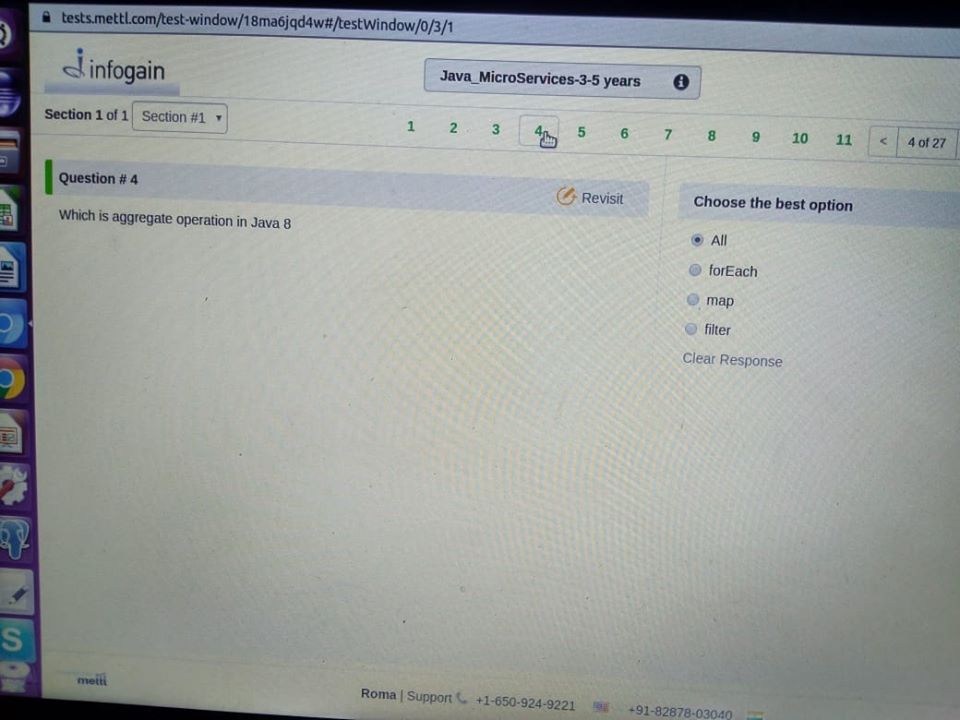 tests.mettl.com/test-window/18ma6jqd4w#/testWindow/0/3/1
infogain
Java_MicroServices-3-5 years
Section 1 of 1 Section #1
1 2 3 4 5 6 7 8 9 10 11 < 4 of 27
Question # 4
Revisit
Which is aggregate operation in Java 8
Choose the best option
All
forEach
map
filter
Clear Response
S
mettl
Roma | Support +1-650-924-9221 +91-82878-03040